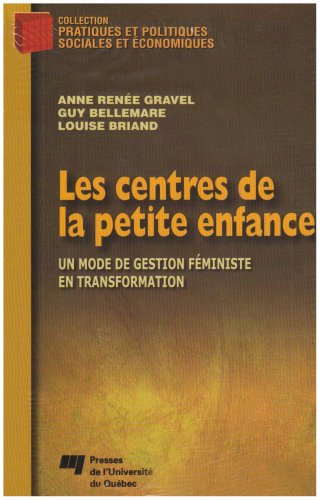 COLLECTION
PRATIQUES ET POLITIQUES
SOCIALES ET ÉCONOMIQUES
ANNE RENÉE GRAVEL
GUY BELLEMARE
LOUISE BRIAND
Les centres de
la petite enfance
UN MODE DE GESTION FÉMINISTE
EN TRANSFORMATION
Presses
de l'Université
du Québec